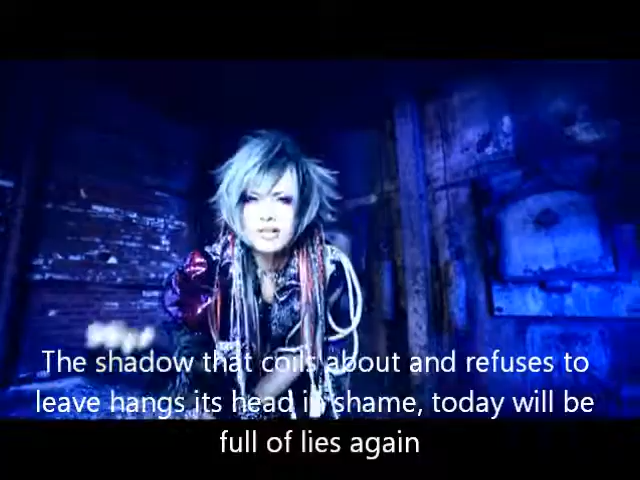 The shadow that coils about and refuses to
leave hangs its head in shame, today will be
full of lies again